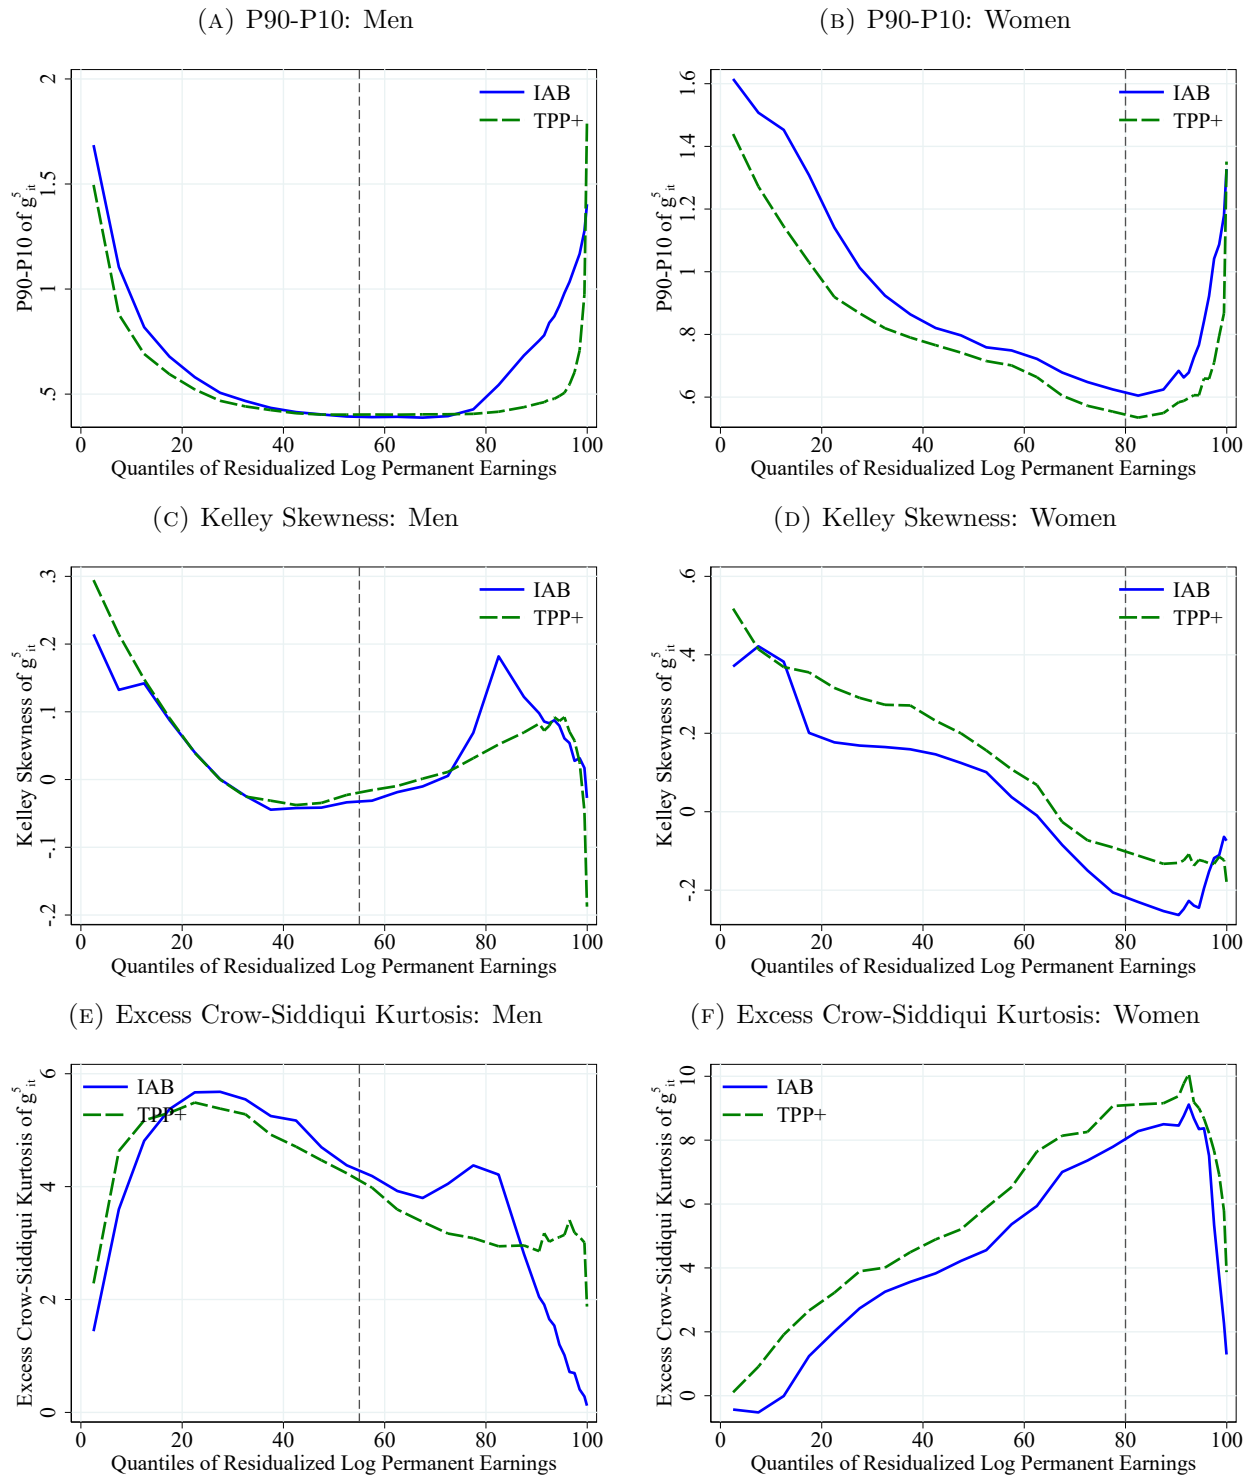 (A) P90-P10: Men
P90-P10 of g⁵ᵢₜ
2
1.5
1
.5
IAB
TPP+
0 20 40 60 80 100
Quantiles of Residualized Log Permanent Earnings
(B) P90-P10: Women
P90-P10 of g⁵ᵢₜ
1.6
1.4
1.2
1
.8
.6
IAB
TPP+
0 20 40 60 80 100
Quantiles of Residualized Log Permanent Earnings
(C) Kelley Skewness: Men
Kelley Skewness of g⁵ᵢₜ
.3
.2
.1
0
-.1
-.2
IAB
TPP+
0 20 40 60 80 100
Quantiles of Residualized Log Permanent Earnings
(D) Kelley Skewness: Women
Kelley Skewness of g⁵ᵢₜ
.6
.4
.2
0
-.2
IAB
TPP+
0 20 40 60 80 100
Quantiles of Residualized Log Permanent Earnings
(E) Excess Crow-Siddiqui Kurtosis: Men
Excess Crow-Siddiqui Kurtosis of g⁵ᵢₜ
6
4
2
0
IAB
TPP+
0 20 40 60 80 100
Quantiles of Residualized Log Permanent Earnings
(F) Excess Crow-Siddiqui Kurtosis: Women
Excess Crow-Siddiqui Kurtosis of g⁵ᵢₜ
10
8
6
4
2
0
IAB
TPP+
0 20 40 60 80 100
Quantiles of Residualized Log Permanent Earnings